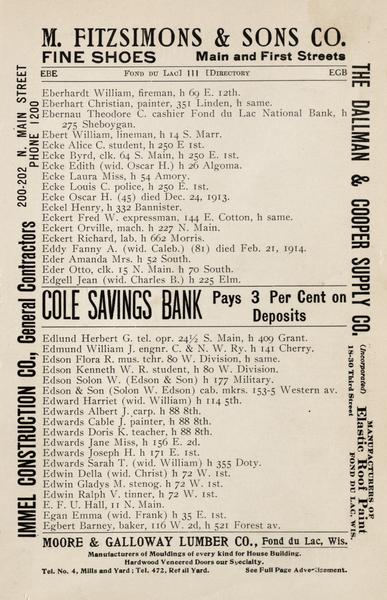 M. FITZSIMONS & SONS CO.
FINE SHOES Main and First Streets
EBE FOND DU LAC] 111 [DIRECTORY EGB
Eberhardt William, fireman, h 69 E. 12th.
Eberhart Christian, painter, 351 Linden, h same.
Ebernau Theodore C. cashier Fond du Lac National Bank, h
275 Sheboygan.
Ebert William, lineman, h 14 S. Marr.
Ecke Alice C. student, h 250 E 1st.
Ecke Byrd, clk. 64 S. Main, h 250 E. 1st.
Ecke Edith (wid. Oscar H.) h 26 Algoma.
Ecke Laura Miss, h 54 Amory.
Ecke Louis C. police, h 250 E. 1st.
Ecke Oscar H. (45) died Dec. 24, 1913.
Eckel Henry, h 332 Bannister.
Eckert Fred W. expressman, 144 E. Cotton, h same.
Eckert Orville, mach. h 227 N. Main.
Eckert Richard, lab. h 662 Morris.
Eddy Fanny A. (wid. Caleb.) (81) died Feb. 21, 1914.
Eder Amanda Mrs. h 52 South.
Eder Otto, clk. 15 N. Main. h 70 South.
Edgell Jean (wid. Charles B.) h 225 Elm.
COLE SAVINGS BANK Pays 3 Per Cent on
Deposits
Edlund Herbert G. tel. opr. 24½ S. Main, h 409 Grant.
Edmund William J. engnr. C. & N. W. Ry. h 141 Cherry.
Edson Flora R. mus. tchr. 80 W. Division, h same.
Edson Kenneth W. R. student, h 80 W. Division.
Edson Solon W. (Edson & Son) h 177 Military.
Edson & Son (Solon W. Edson) cab. mkrs. 153-5 Western av.
Edward Harriet (wid. William) h 114 5th.
Edwards Albert J. carp. h 88 8th.
Edwards Cable J. painter, h 88 8th.
Edwards Doris K. teacher, h 88 8th.
Edwards Jane Miss, h 156 E. 2d.
Edwards Joseph H. h 171 E. 1st.
Edwards Sarah T. (wid. William) h 355 Doty.
Edwin Della (wid. Christ) h 72 W. 1st.
Edwin Gladys M. stenog. h 72 W. 1st.
Edwin Ralph V. tinner, h 72 W. 1st.
E. F. U. Hall, 11 N. Main.
Egan Emma (wid. Frank) h 35 E. 1st.
Egbert Barney, baker, 116 W. 2d, h 521 Forest av.
MOORE & GALLOWAY LUMBER CO., Fond du Lac, Wis.
Manufacturers of Mouldings of every kind for House Building.
Hardwood Veneered Doors our Specialty.
Tel. No. 4, Mills and Yard; Tel. 472, Retail Yard. See Full Page Advertisement.
IMMEL CONSTRUCTION CO., General Contractors
200-202 N. MAIN STREET
PHONE 1200
THE DALLMAN & COOPER SUPPLY CO.
(Incorporated)
18-30 Third Street
MANUFACTURERS OF
Elastic Roof Paint
FOND DU LAC, WIS.